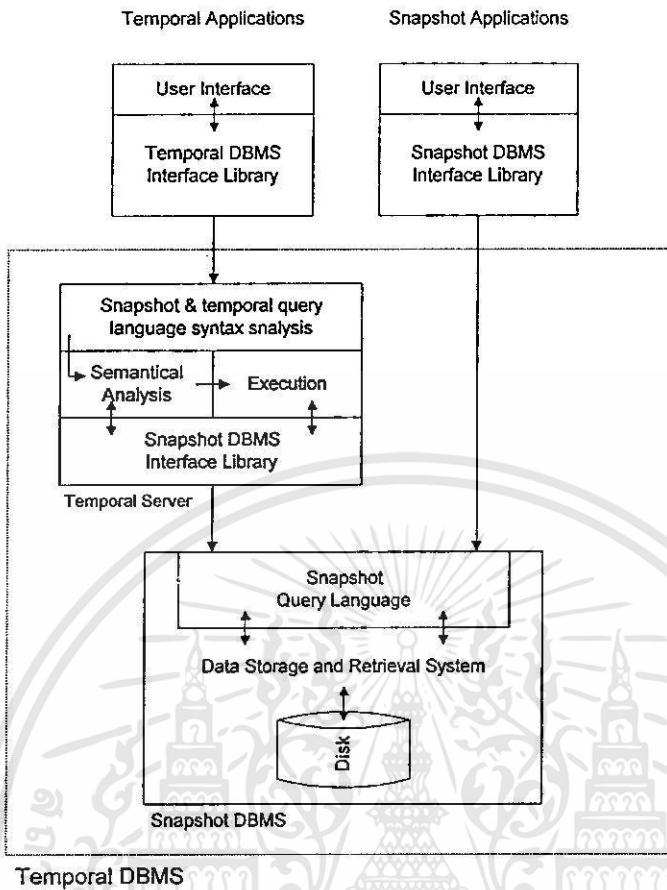 Temporal Applications
Snapshot Applications
User Interface
Temporal DBMS
Interface Library
User Interface
Snapshot DBMS
Interface Library
Snapshot & temporal query
language syntax snalysis
Semantical
Analysis
Execution
Snapshot DBMS
Interface Library
Temporal Server
Snapshot
Query Language
Data Storage and Retrieval System
Disk
Snapshot DBMS
Temporal DBMS